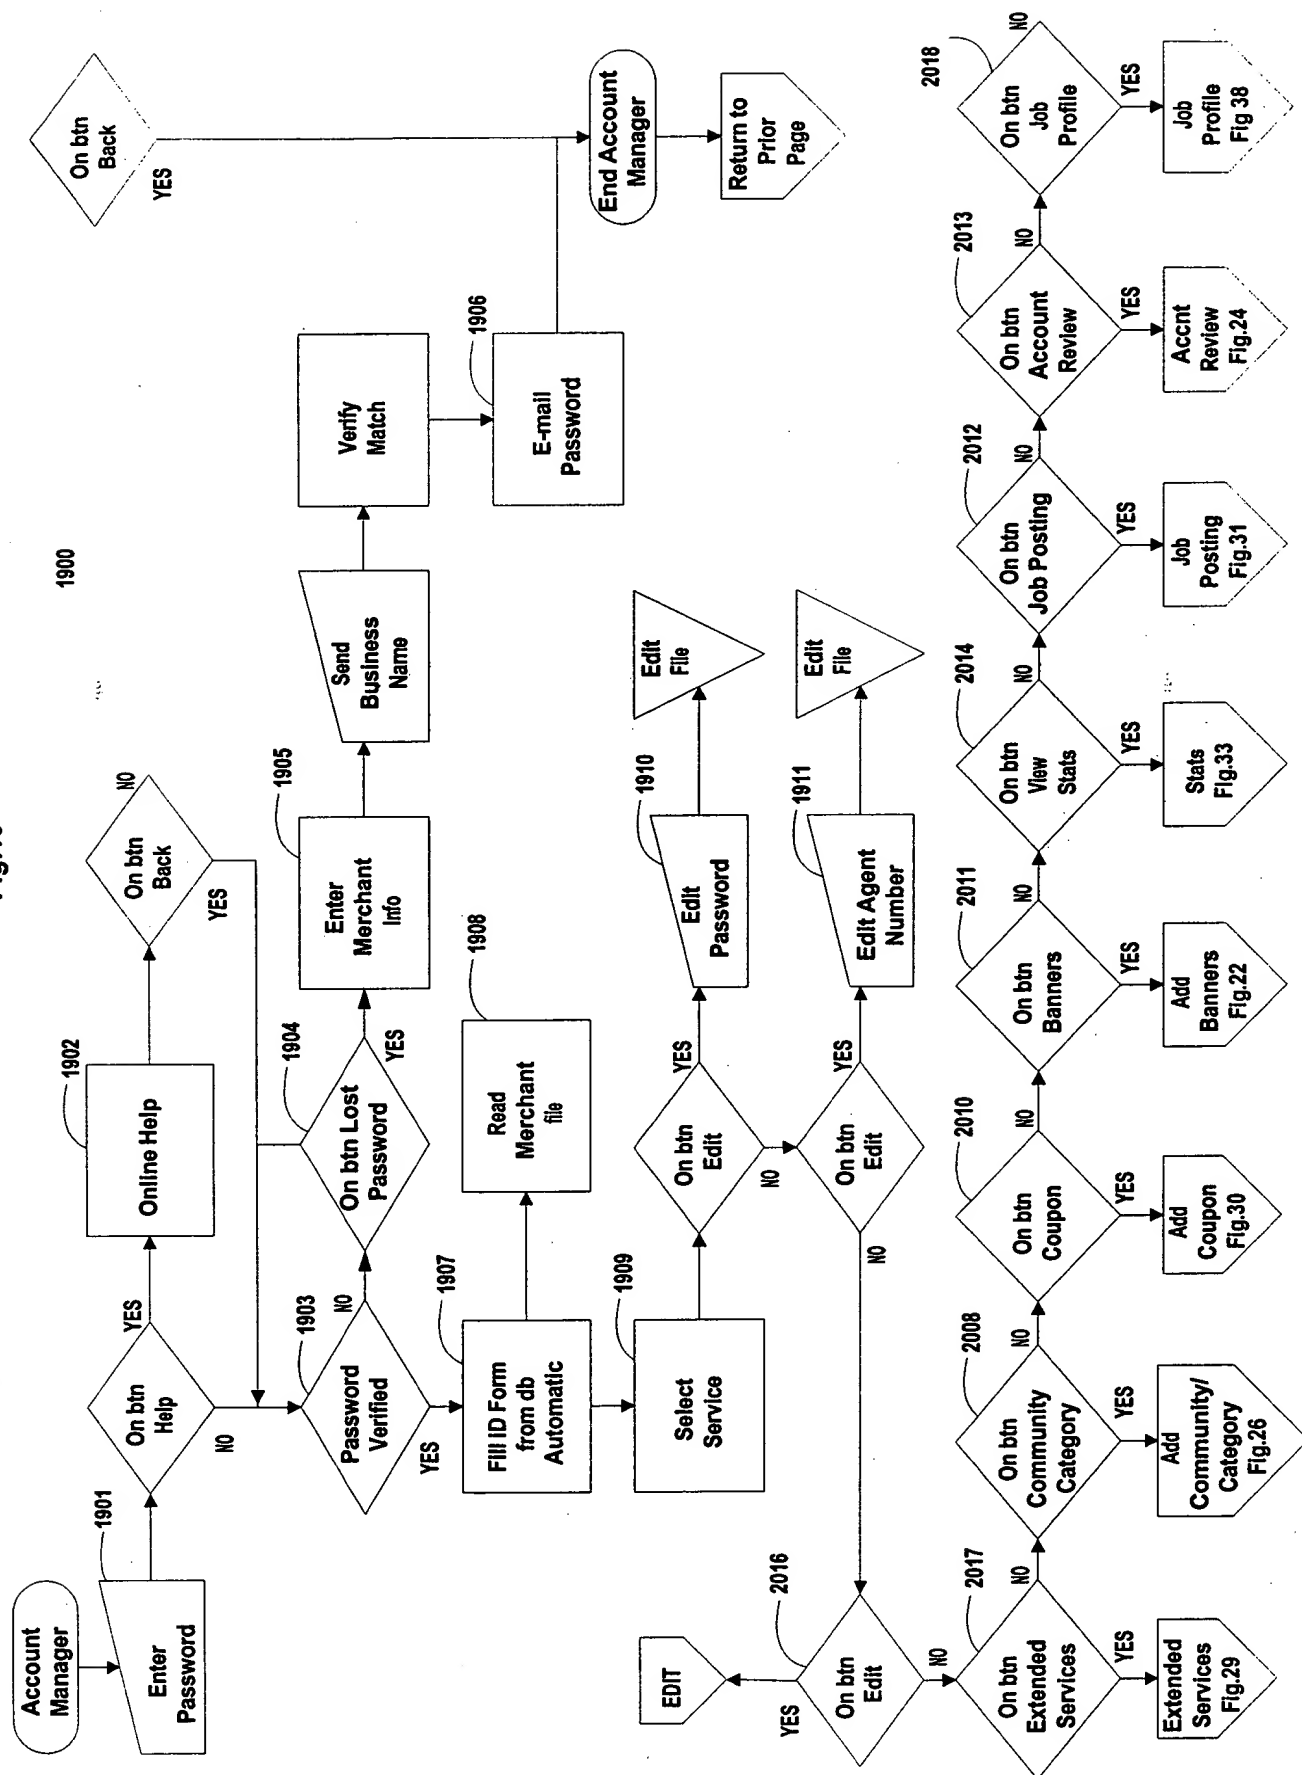 Account
Manager
1901
Enter
Password
On btn
Help
YES
NO
1902
Online Help
On btn
Back
NO
YES
1900
On btn
Back
YES
1903
Password
Verified
NO
YES
1904
On btn Lost
Password
YES
1905
Enter
Merchant
Info
Send
Business
Name
Verify
Match
1906
E-mail
Password
End Account
Manager
Return to
Prior
Page
1907
Fill ID Form
from db
Automatic
1908
Read
Merchant
file
1909
Select
Service
On btn
Edit
YES
NO
1910
Edit
Password
Edit
File
On btn
Edit
YES
NO
1911
Edit Agent
Number
Edit
File
EDIT
YES
2016
On btn
Edit
NO
2017
On btn
Extended
Services
NO
YES
Extended
Services
Fig.29
2008
On btn
Community
Category
NO
YES
Add
Community/
Category
Fig.26
2010
On btn
Coupon
NO
YES
Add
Coupon
Fig.30
2011
On btn
Banners
NO
YES
Add
Banners
Fig.22
2014
On btn
View
Stats
NO
YES
Stats
Fig.33
2012
On btn
Job Posting
NO
YES
Job
Posting
Fig.31
2013
On btn
Account
Review
NO
YES
Accnt
Review
Fig.24
2018
On btn
Job
Profile
NO
YES
Job
Profile
Fig 38